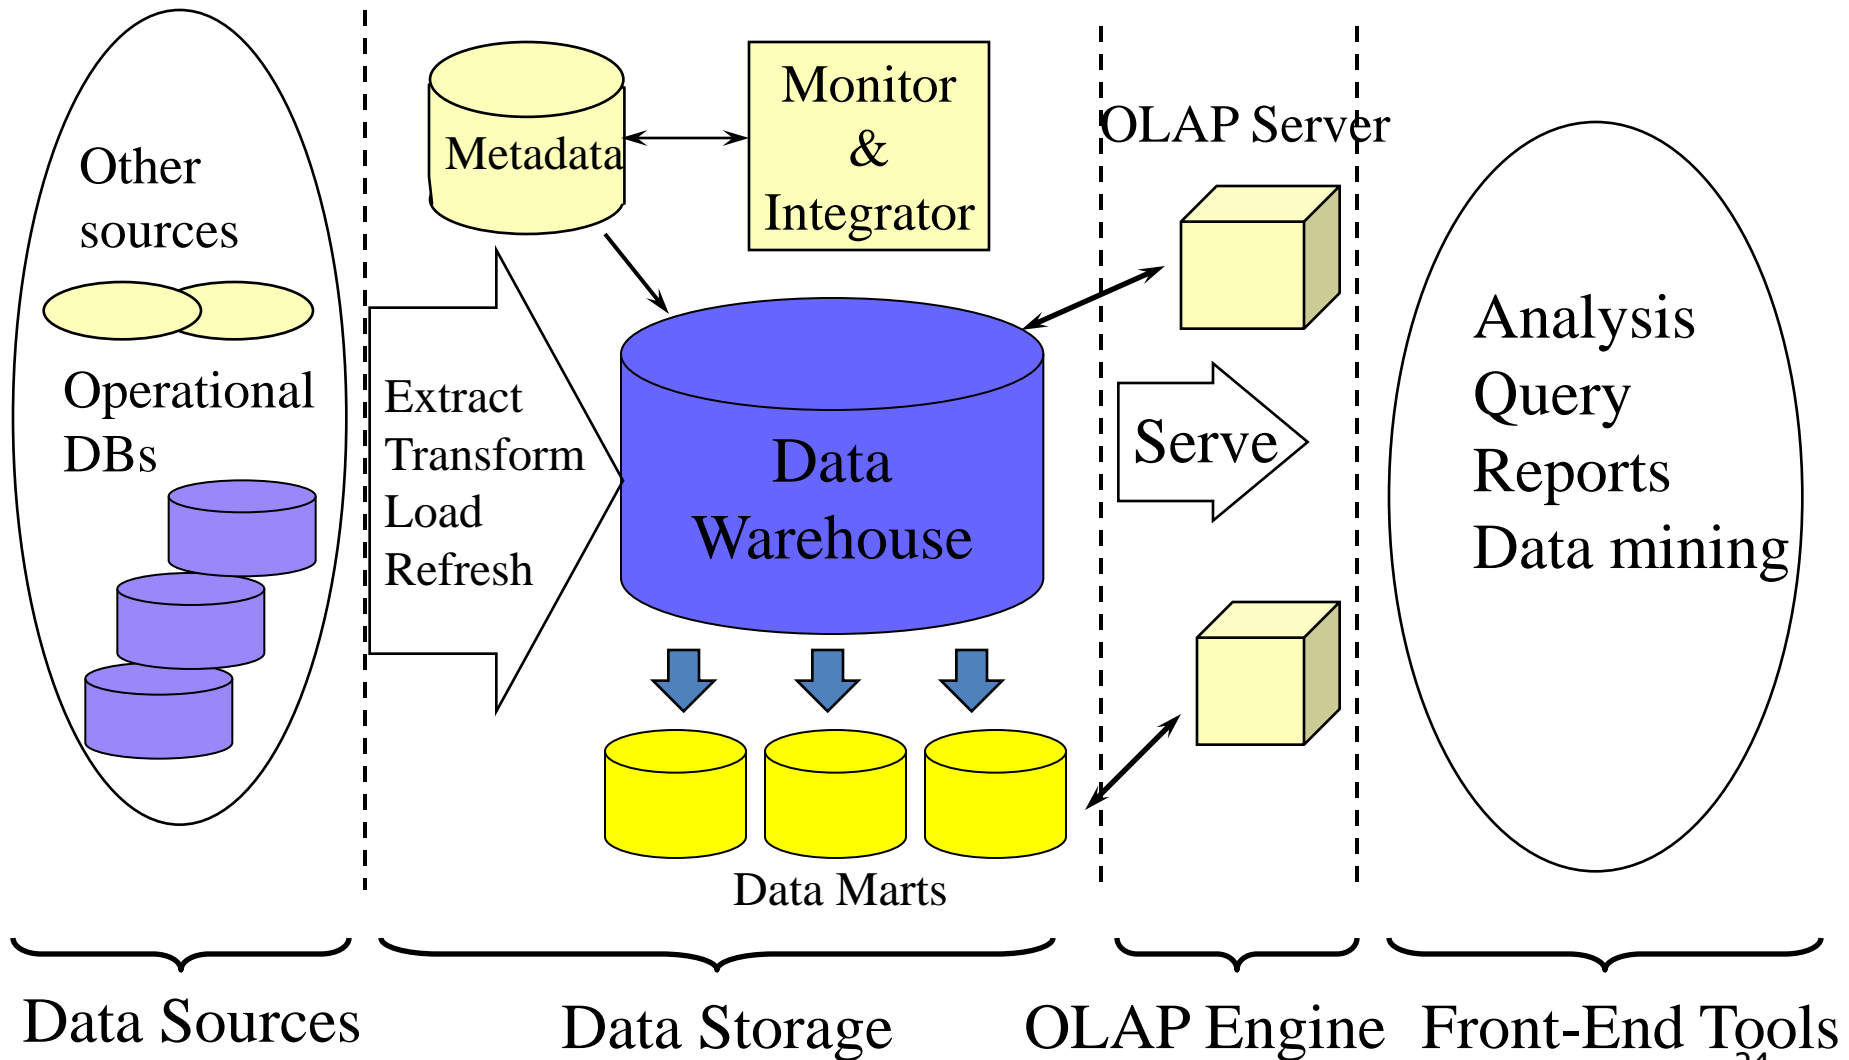 Other
sources
Operational
DBs
Metadata
Monitor
&
Integrator
Extract
Transform
Load
Refresh
Data
Warehouse
Data Marts
OLAP Server
Serve
Analysis
Query
Reports
Data mining
Data Sources
Data Storage
OLAP Engine
Front-End Tools